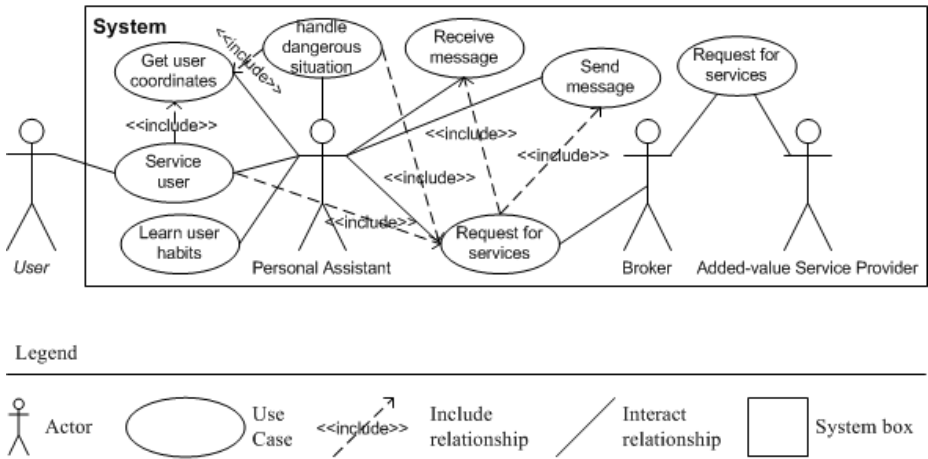 System
handle
dangerous
situation
Receive
message
Request for
services
Get user
coordinates
<<include>>
Send
message
<<include>>
<<include>>
<<include>>
Service
user
<<include>>
<<include>>
Learn user
habits
Request for
services
User
Personal Assistant
Broker
Added-value Service Provider
Legend
Actor
Use
Case
<<include>>
Include
relationship
Interact
relationship
System box